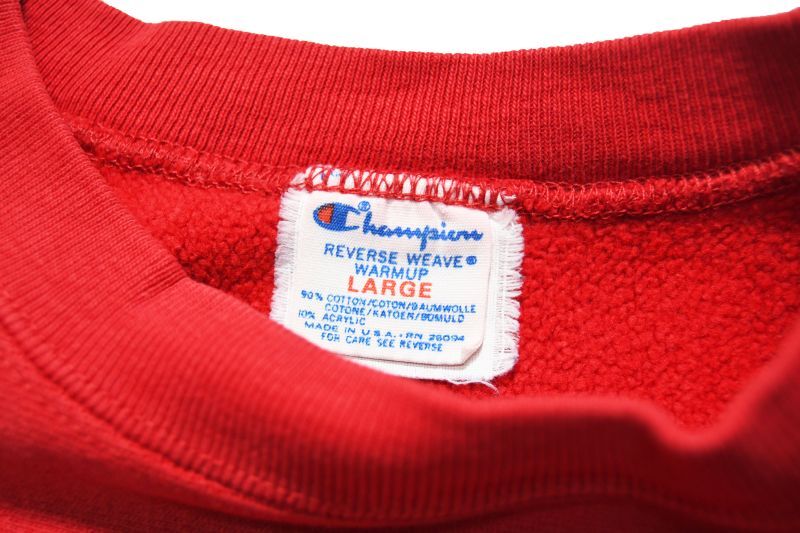 Champion®
REVERSE WEAVE®
WARMUP
LARGE
90% COTTON/COTON/BAUMWOLLE
COTONE/KATOEN/BOMULD
10% ACRYLIC
MADE IN U.S.A. · RN 26094
FOR CARE SEE REVERSE